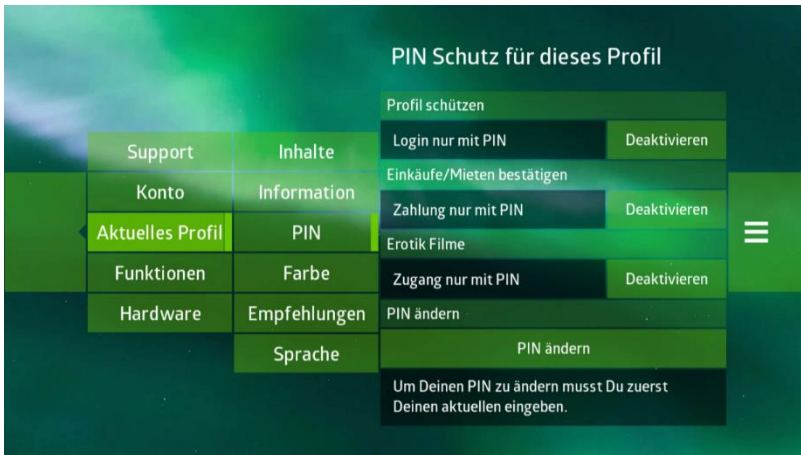 PIN Schutz für dieses Profil
Profil schützen
Login nur mit PIN Deaktivieren
Einkäufe/Mieten bestätigen
Zahlung nur mit PIN Deaktivieren
Erotik Filme
Zugang nur mit PIN Deaktivieren
PIN ändern
PIN ändern
Um Deinen PIN zu ändern musst Du zuerst
Deinen aktuellen eingeben.
Support
Konto
Aktuelles Profil
Funktionen
Hardware
Inhalte
Information
PIN
Farbe
Empfehlungen
Sprache